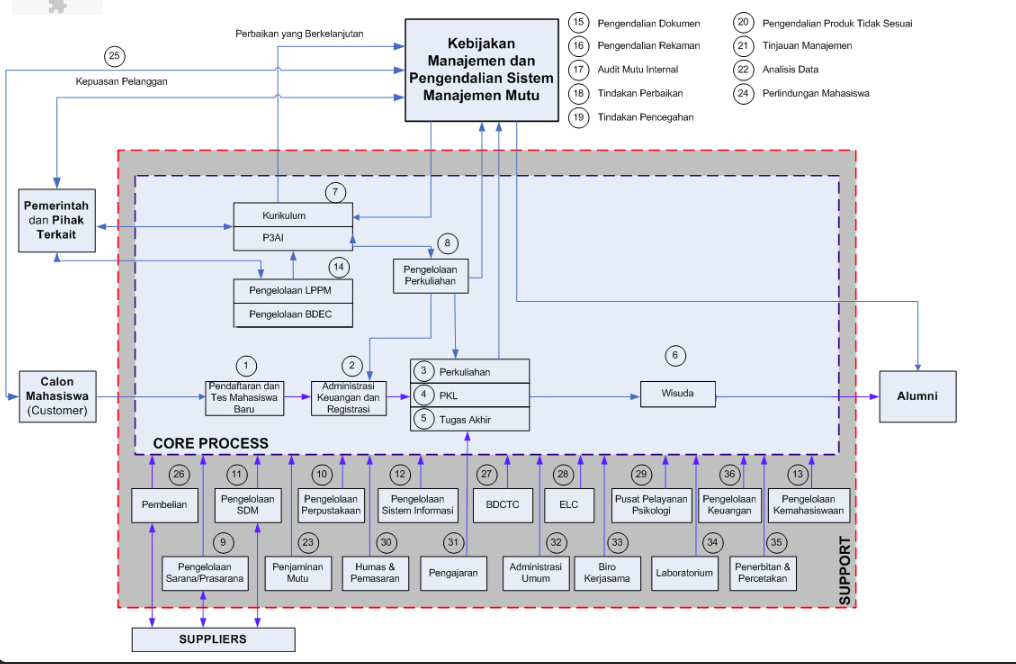 25
Perbaikan yang Berkelanjutan
Kepuasan Pelanggan
Kebijakan
Manajemen dan
Pengendalian Sistem
Manajemen Mutu
15 Pengendalian Dokumen
16 Pengendalian Rekaman
17 Audit Mutu Internal
18 Tindakan Perbaikan
19 Tindakan Pencegahan
20 Pengendalian Produk Tidak Sesuai
21 Tinjauan Manajemen
22 Analisis Data
24 Perlindungan Mahasiswa
Pemerintah
dan Pihak
Terkait
7
Kurikulum
P3AI
8
Pengelolaan
Perkuliahan
14
Pengelolaan LPPM
Pengelolaan BDEC
Calon
Mahasiswa
(Customer)
1
Pendaftaran dan
Tes Mahasiswa
Baru
2
Administrasi
Keuangan dan
Registrasi
3 Perkuliahan
4 PKL
5 Tugas Akhir
6
Wisuda
Alumni
CORE PROCESS
26
Pembelian
11
Pengelolaan
SDM
10
Pengelolaan
Perpustakaan
12
Pengelolaan
Sistem Informasi
27
BDCTC
28
ELC
29
Pusat Pelayanan
Psikologi
36
Pengelolaan
Keuangan
13
Pengelolaan
Kemahasiswaan
9
Pengelolaan
Sarana/Prasarana
23
Penjaminan
Mutu
30
Humas &
Pemasaran
31
Pengajaran
32
Administrasi
Umum
33
Biro
Kerjasama
34
Laboratorium
35
Penerbitan &
Percetakan
SUPPORT
SUPPLIERS